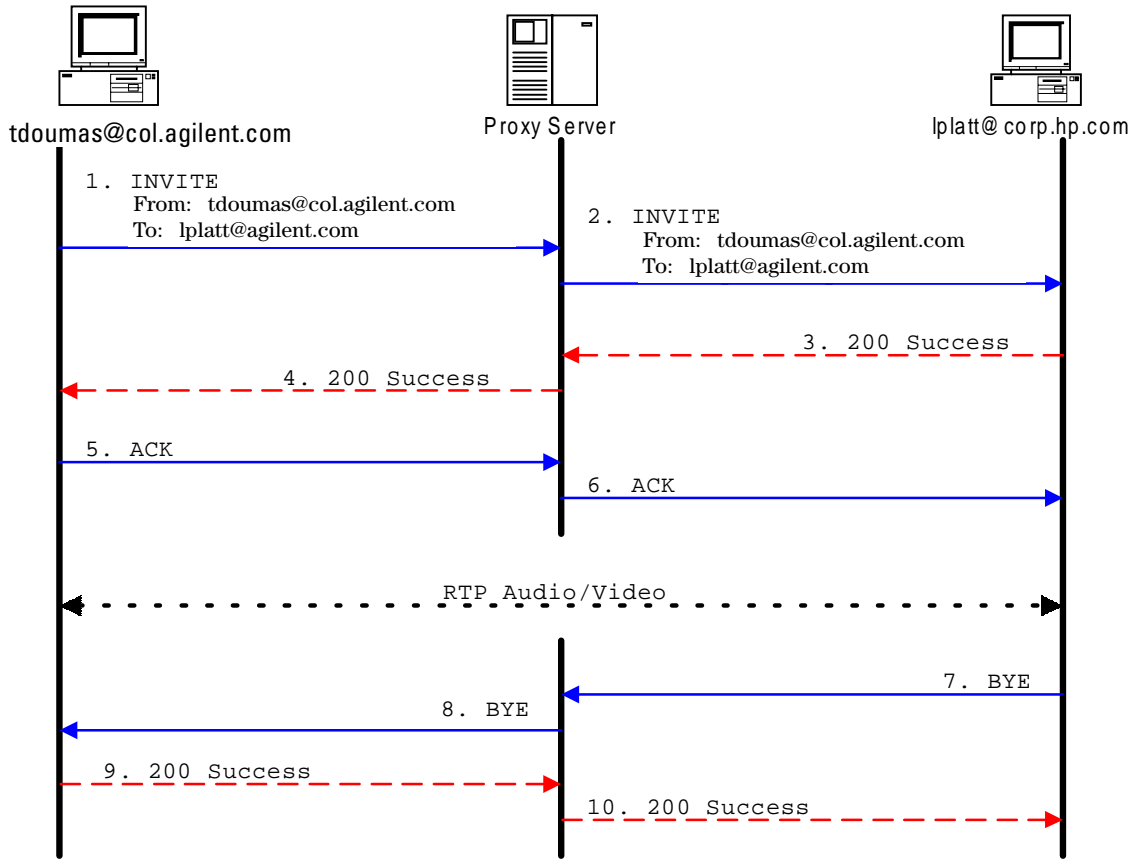 tdoumas@col.agilent.com
Proxy Server
lplatt@corp.hp.com
1. INVITE
From: tdoumas@col.agilent.com
To: lplatt@agilent.com
2. INVITE
From: tdoumas@col.agilent.com
To: lplatt@agilent.com
3. 200 Success
4. 200 Success
5. ACK
6. ACK
RTP Audio/Video
7. BYE
8. BYE
9. 200 Success
10. 200 Success